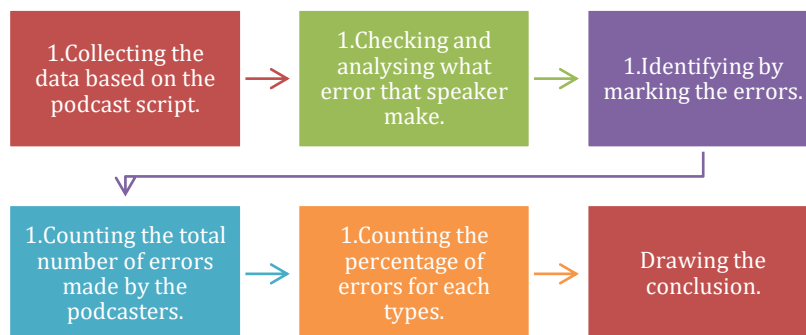 1.Collecting the
data based on the
podcast script.
1.Checking and
analysing what
error that speaker
make.
1.Identifying by
marking the errors.
1.Counting the total
number of errors
made by the
podcasters.
1.Counting the
percentage of
errors for each
types.
Drawing the
conclusion.